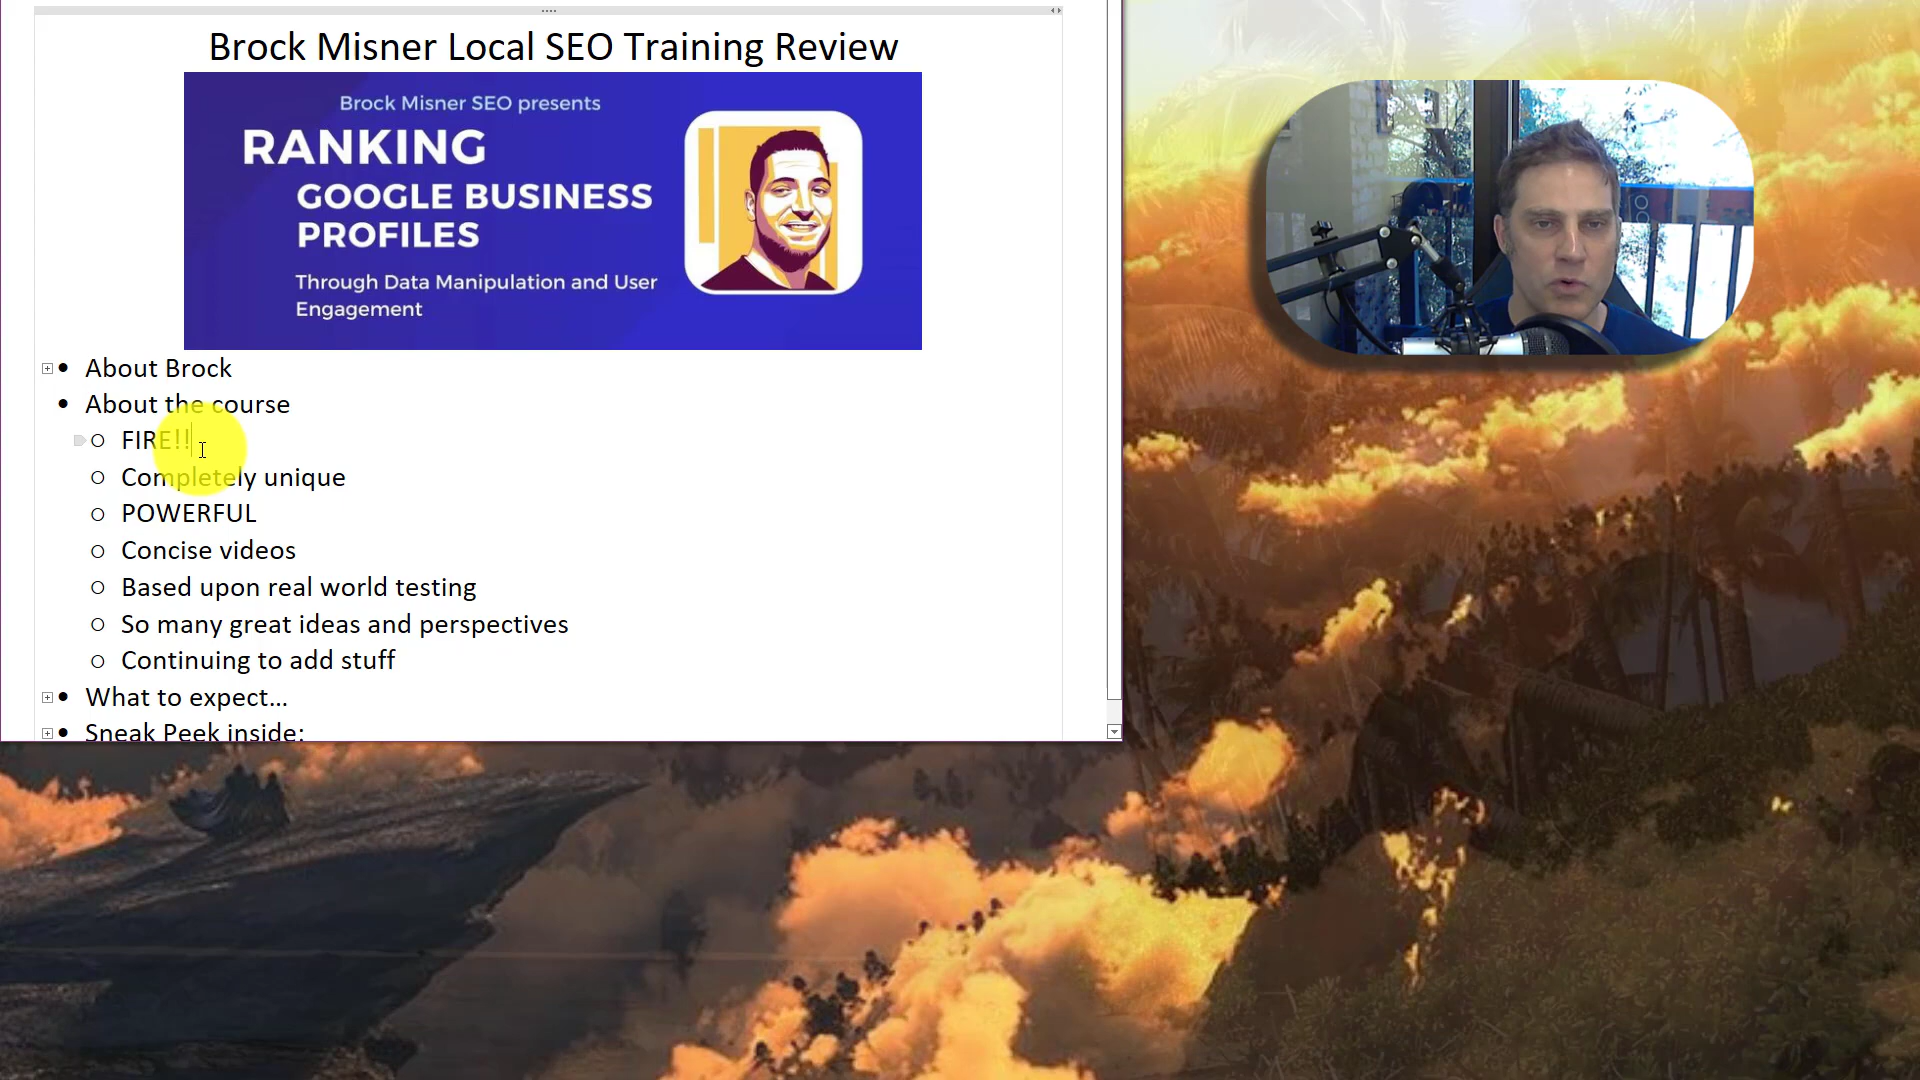 Brock Misner Local SEO Training Review
Brock Misner SEO presents
RANKING
GOOGLE BUSINESS
PROFILES
Through Data Manipulation and User
Engagement
About Brock
About the course
FIRE!!
Completely unique
POWERFUL
Concise videos
Based upon real world testing
So many great ideas and perspectives
Continuing to add stuff
What to expect...
Sneak Peek inside: